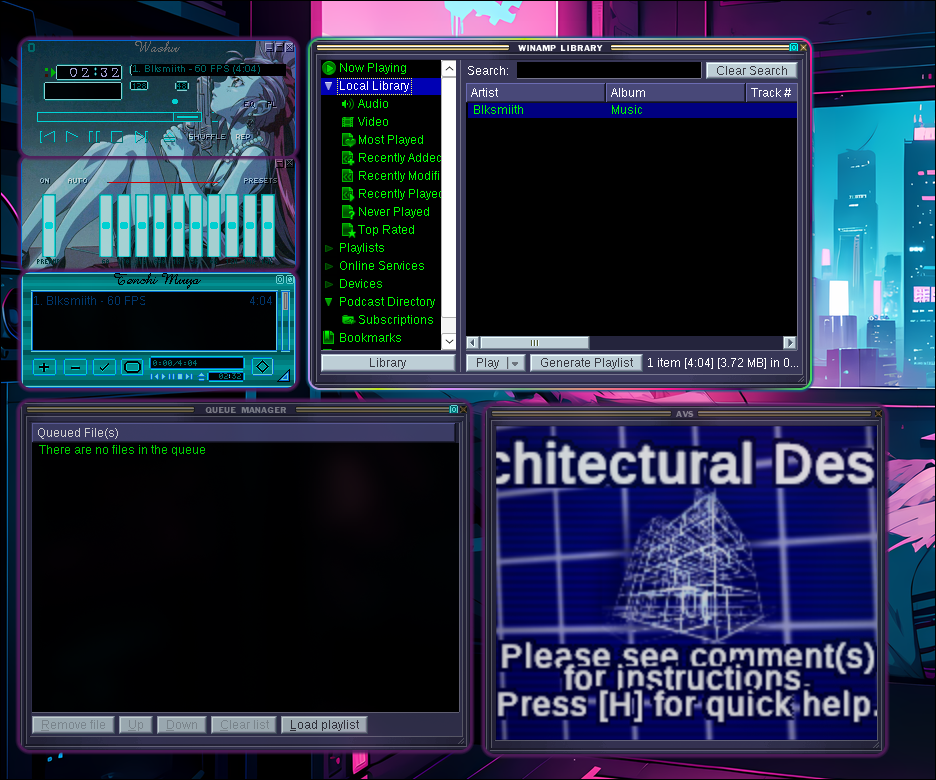 Washu
02:32
1. Blksmiith - 60 FPS (4:04)
128
48
EQ PL
SHUFFLE REP
ON AUTO PRESETS
PREAMP
Tenchi Muyo
1. Blksmiith - 60 FPS 4:04
0:00/4:04
02:32
WINAMP LIBRARY
Now Playing
Local Library
Audio
Video
Most Played
Recently Added
Recently Modifi
Recently Played
Never Played
Top Rated
Playlists
Online Services
Devices
Podcast Directory
Subscriptions
Bookmarks
Library
Search: Clear Search
Artist Album Track #
Blksmiith Music
Play Generate Playlist 1 item [4:04] [3.72 MB] in 0...
QUEUE MANAGER
Queued File(s)
There are no files in the queue
Remove file Up Down Clear list Load playlist
AVS
chitectural Des
Please see comment(s)
for instructions.
Press [H] for quick help.